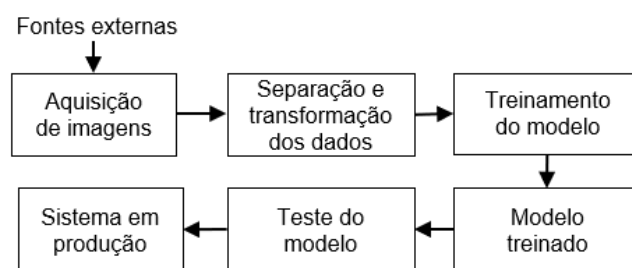 Fontes externas
Aquisição
de imagens
Separação e
transformação
dos dados
Treinamento
do modelo
Modelo
treinado
Teste do
modelo
Sistema em
produção